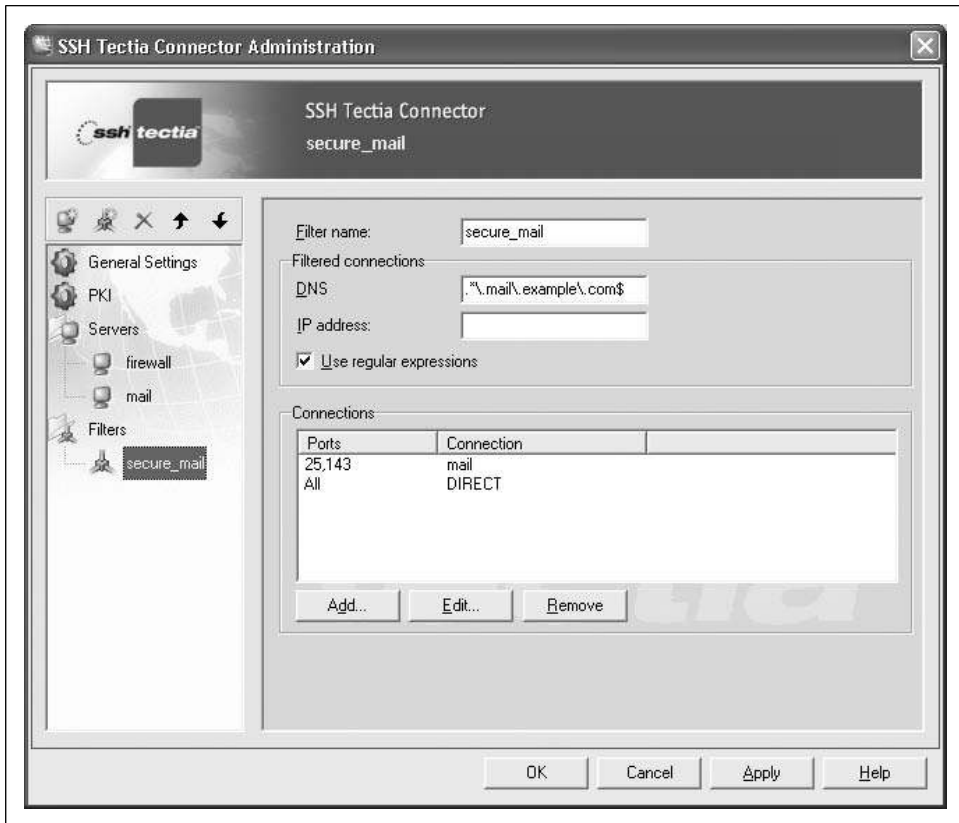 SSH Tectia Connector Administration
ssh tectia
SSH Tectia Connector
secure_mail
General Settings
PKI
Servers
firewall
mail
Filters
secure_mail
Filter name: secure_mail
Filtered connections
DNS .*\.mail\.example\.com$
IP address:
Use regular expressions
Connections
Ports Connection
25,143 mail
All DIRECT
Add... Edit... Remove
OK Cancel Apply Help